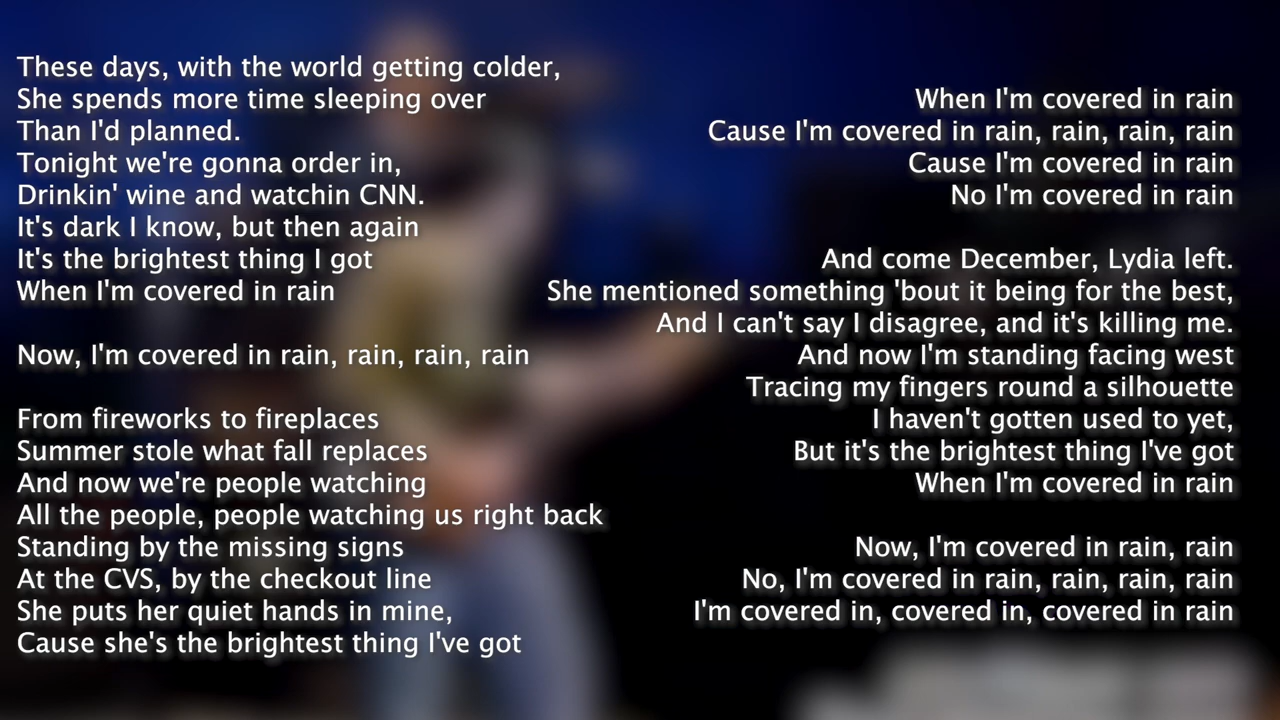 These days, with the world getting colder,
She spends more time sleeping over
Than I'd planned.
Tonight we're gonna order in,
Drinkin' wine and watchin CNN.
It's dark I know, but then again
It's the brightest thing I got
When I'm covered in rain
Now, I'm covered in rain, rain, rain, rain
From fireworks to fireplaces
Summer stole what fall replaces
And now we're people watching
All the people, people watching us right back
Standing by the missing signs
At the CVS, by the checkout line
She puts her quiet hands in mine,
Cause she's the brightest thing I've got
When I'm covered in rain
Cause I'm covered in rain, rain, rain, rain
Cause I'm covered in rain
No I'm covered in rain
And come December, Lydia left.
She mentioned something 'bout it being for the best,
And I can't say I disagree, and it's killing me.
And now I'm standing facing west
Tracing my fingers round a silhouette
I haven't gotten used to yet,
But it's the brightest thing I've got
When I'm covered in rain
Now, I'm covered in rain, rain
No, I'm covered in rain, rain, rain, rain
I'm covered in, covered in, covered in rain